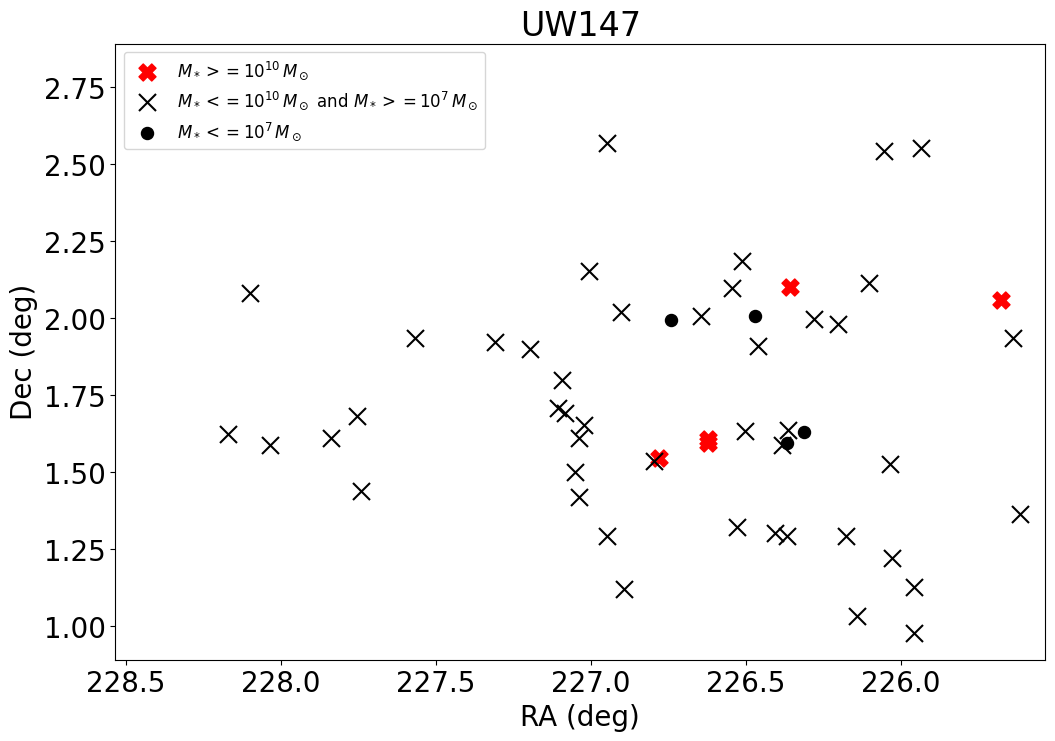 UW147
M* >= 10^10 M⊙
M* <= 10^10 M⊙ and M* >= 10^7 M⊙
M* <= 10^7 M⊙
2.75
2.50
2.25
2.00
1.75
1.50
1.25
1.00
Dec (deg)
228.5 228.0 227.5 227.0 226.5 226.0
RA (deg)